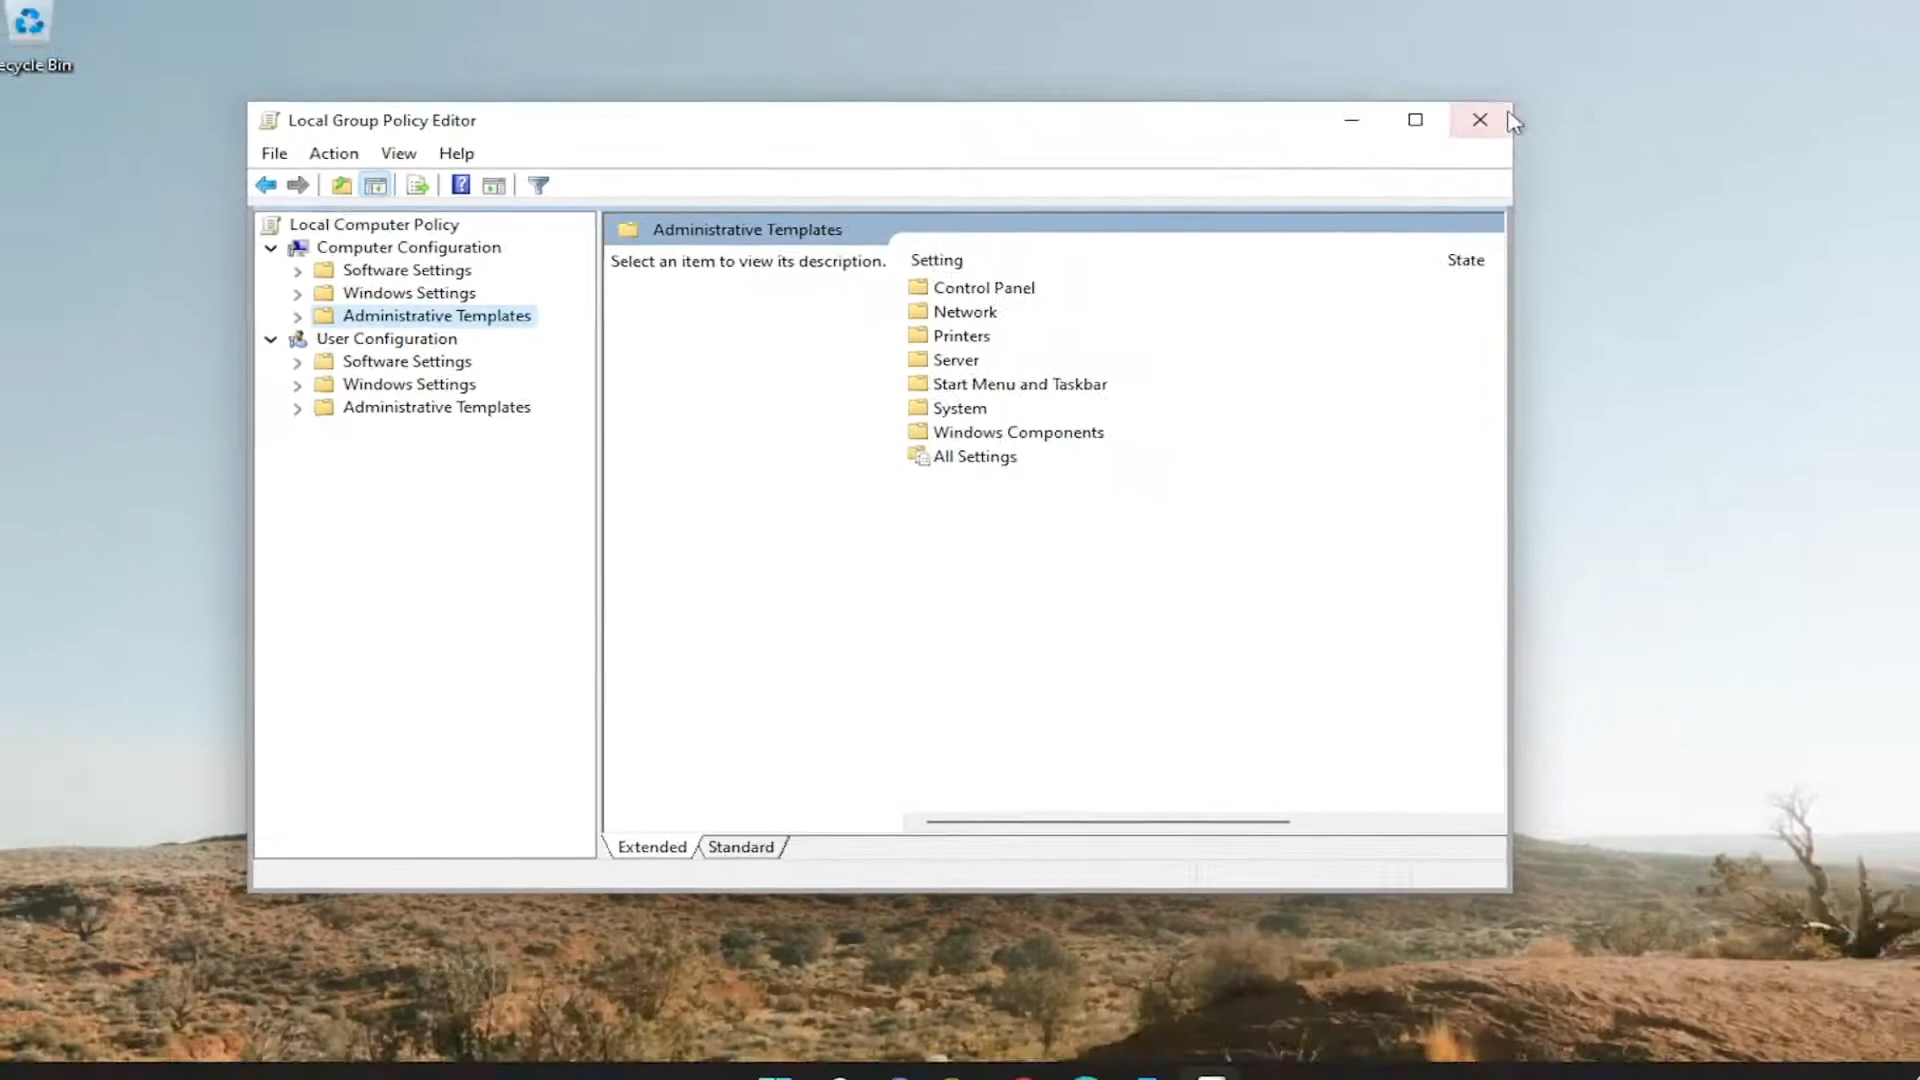 ecycle Bin
Local Group Policy Editor
File Action View Help
Local Computer Policy
Computer Configuration
Software Settings
Windows Settings
Administrative Templates
User Configuration
Software Settings
Windows Settings
Administrative Templates
Administrative Templates
Select an item to view its description.
Setting State
Control Panel
Network
Printers
Server
Start Menu and Taskbar
System
Windows Components
All Settings
Extended Standard